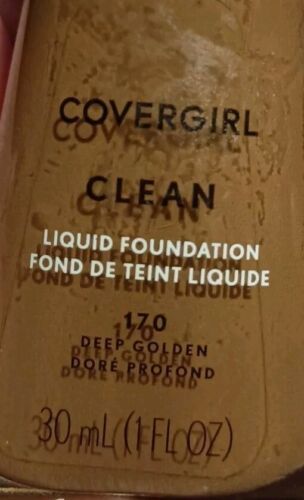 COVERGIRL
CLEAN
LIQUID FOUNDATION
FOND DE TEINT LIQUIDE
170
DEEP GOLDEN
DORÉ PROFOND
30 mL (1 FL OZ)